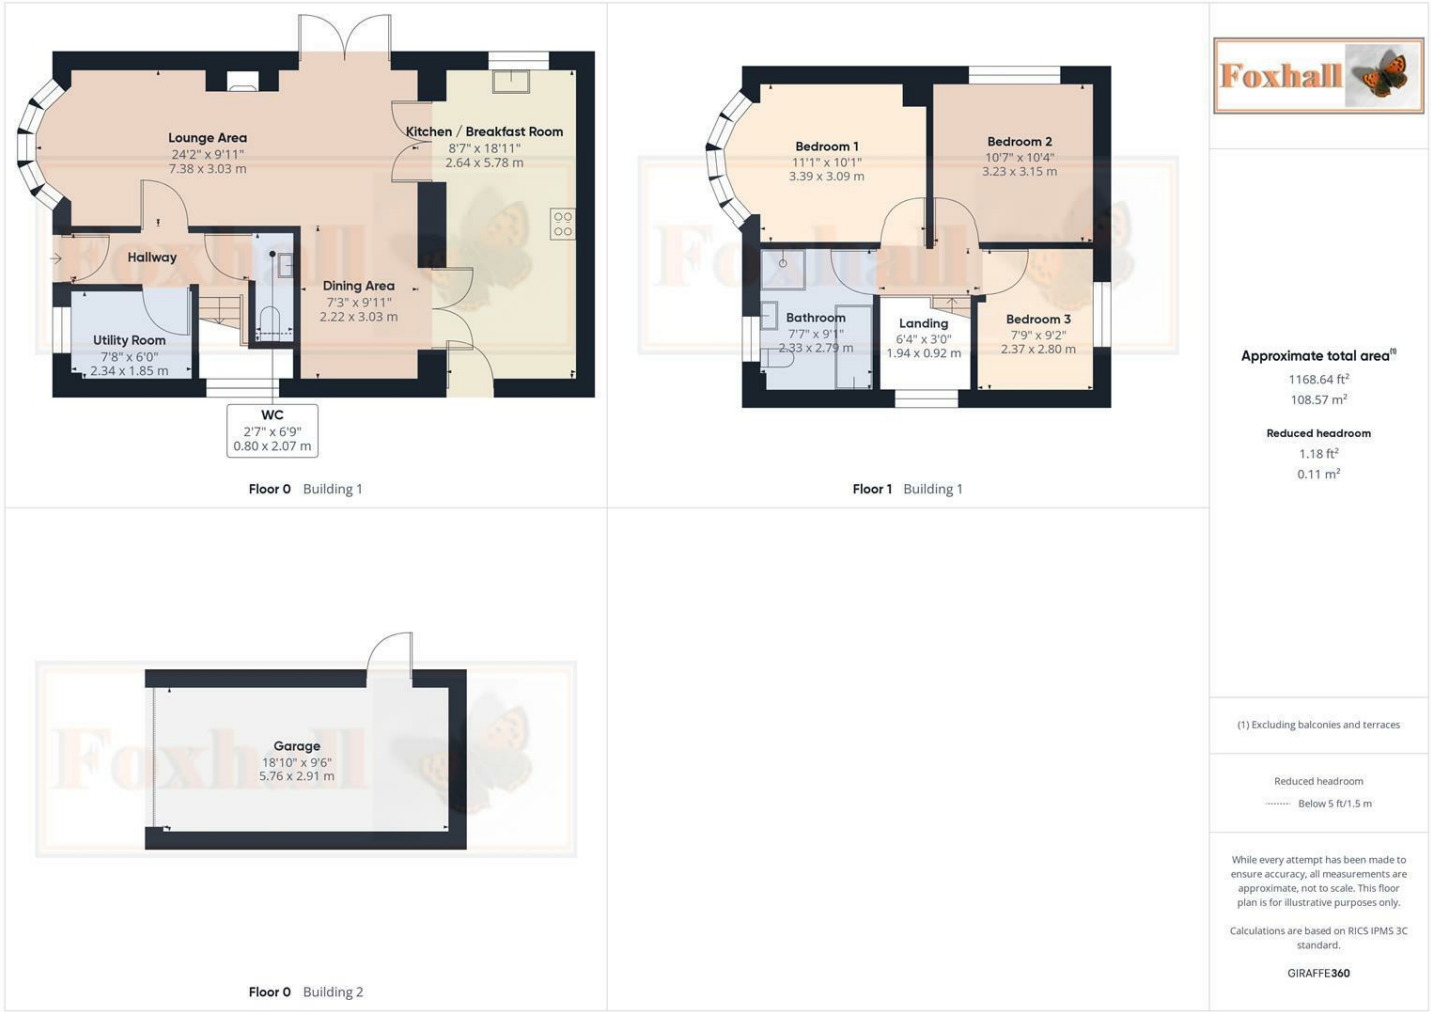 Lounge Area
24'2" x 9'11"
7.38 x 3.03 m
Kitchen / Breakfast Room
8'7" x 18'11"
2.64 x 5.78 m
Hallway
Dining Area
7'3" x 9'11"
2.22 x 3.03 m
Utility Room
7'8" x 6'0"
2.34 x 1.85 m
WC
2'7" x 6'9"
0.80 x 2.07 m
Foxhall
Floor 0 Building 1
Bedroom 1
11'1" x 10'1"
3.39 x 3.09 m
Bedroom 2
10'7" x 10'4"
3.23 x 3.15 m
Bathroom
7'7" x 9'1"
2.33 x 2.79 m
Landing
6'4" x 3'0"
1.94 x 0.92 m
Bedroom 3
7'9" x 9'2"
2.37 x 2.80 m
Foxhall
Floor 1 Building 1
Garage
18'10" x 9'6"
5.76 x 2.91 m
Foxhall
Floor 0 Building 2
Foxhall
Approximate total area(1)
1168.64 ft²
108.57 m²
Reduced headroom
1.18 ft²
0.11 m²
(1) Excluding balconies and terraces
Reduced headroom
Below 5 ft/1.5 m
While every attempt has been made to
ensure accuracy, all measurements are
approximate, not to scale. This floor
plan is for illustrative purposes only.
Calculations are based on RICS IPMS 3C
standard.
GIRAFFE360